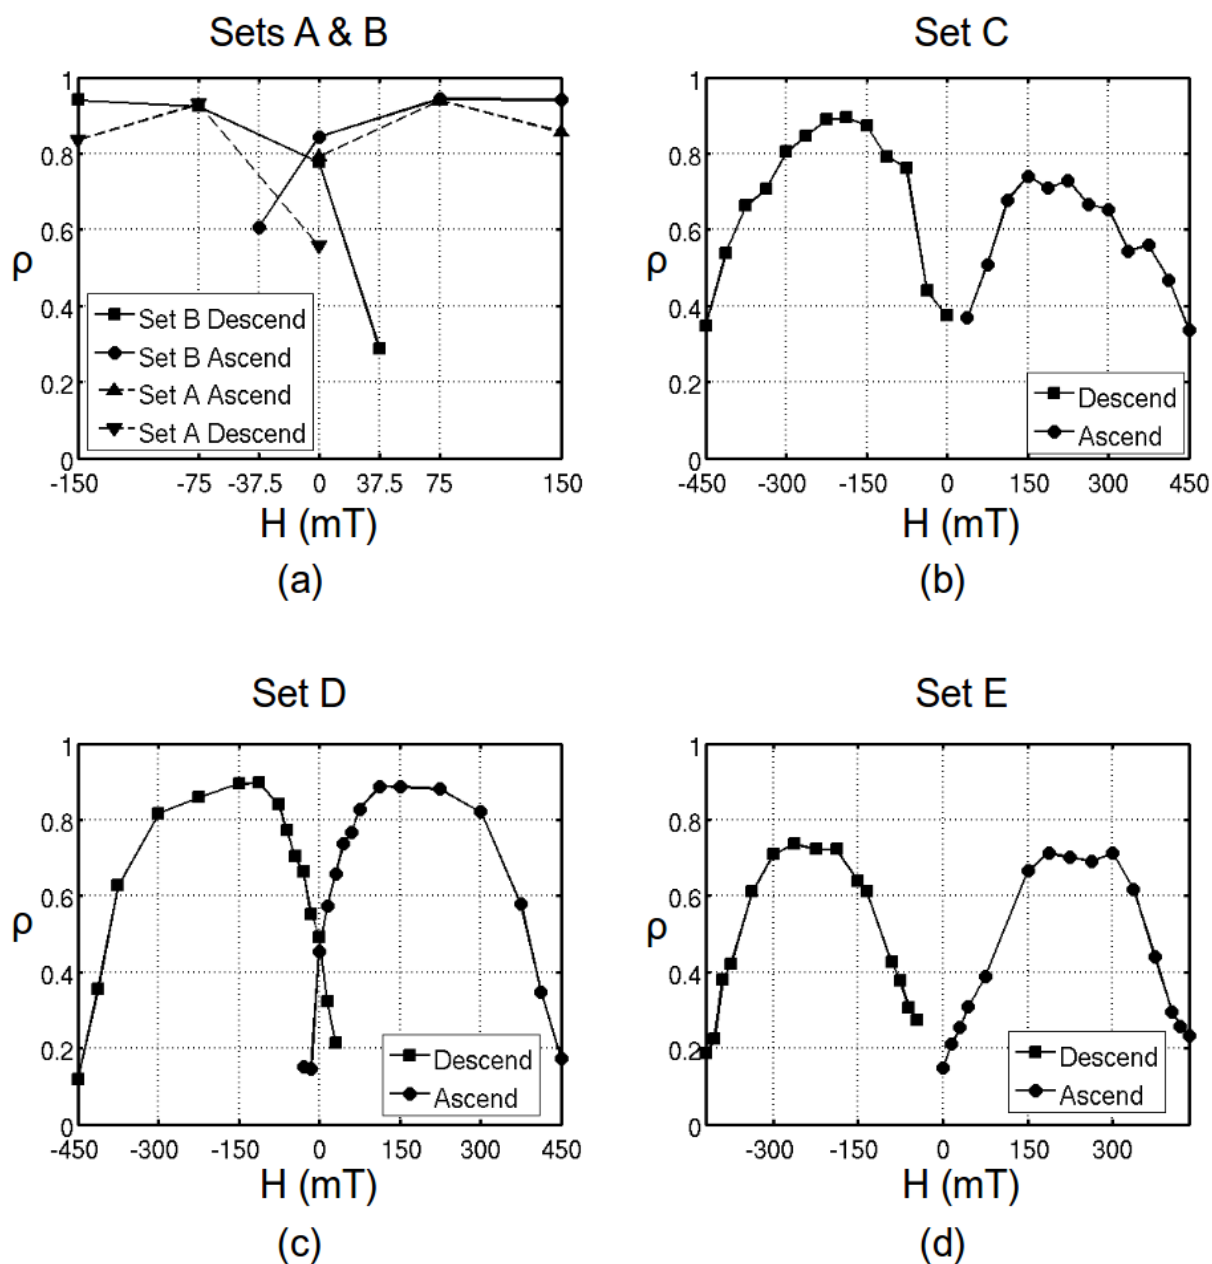 Sets A & B
1
0.8
0.6
ρ
0.4
0.2
0
Set B Descend
Set B Ascend
Set A Ascend
Set A Descend
-150 -75 -37.5 0 37.5 75 150
H (mT)
(a)
Set C
1
0.8
0.6
ρ
0.4
0.2
0
Descend
Ascend
-450 -300 -150 0 150 300 450
H (mT)
(b)
Set D
1
0.8
0.6
ρ
0.4
0.2
0
Descend
Ascend
-450 -300 -150 0 150 300 450
H (mT)
(c)
Set E
1
0.8
0.6
ρ
0.4
0.2
0
Descend
Ascend
-300 -150 0 150 300
H (mT)
(d)